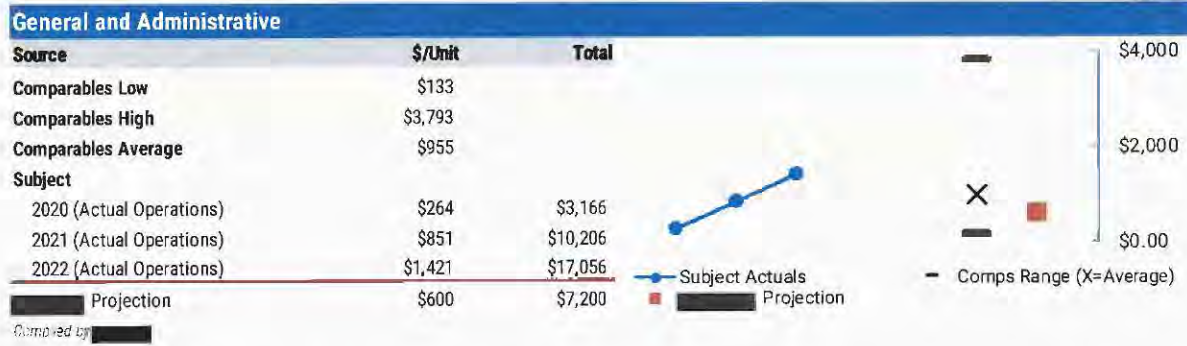 General and Administrative
Source $/Unit Total
Comparables Low $133
Comparables High $3,793
Comparables Average $955
Subject
2020 (Actual Operations) $264 $3,166
2021 (Actual Operations) $851 $10,206
2022 (Actual Operations) $1,421 $17,056
Projection $600 $7,200
$4,000
$2,000
$0.00
Subject Actuals
Projection
Comps Range (X=Average)